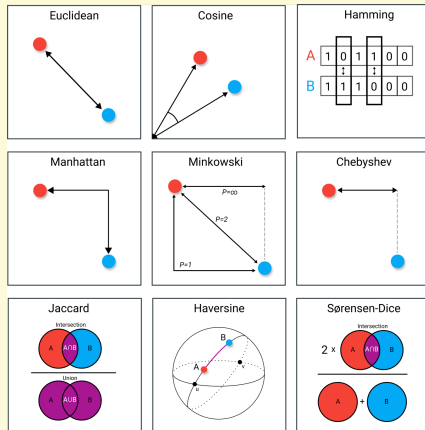 Euclidean
Cosine
Hamming
A 1 0 1 1 0 0
B 1 1 1 0 0 0
Manhattan
Minkowski
P=∞
P=2
P=1
Chebyshev
Jaccard
Intersection
A A∩B B
Union
A A∪B B
Haversine
B
A
v
u
Sørensen-Dice
Intersection
2 x A A∩B B
A + B